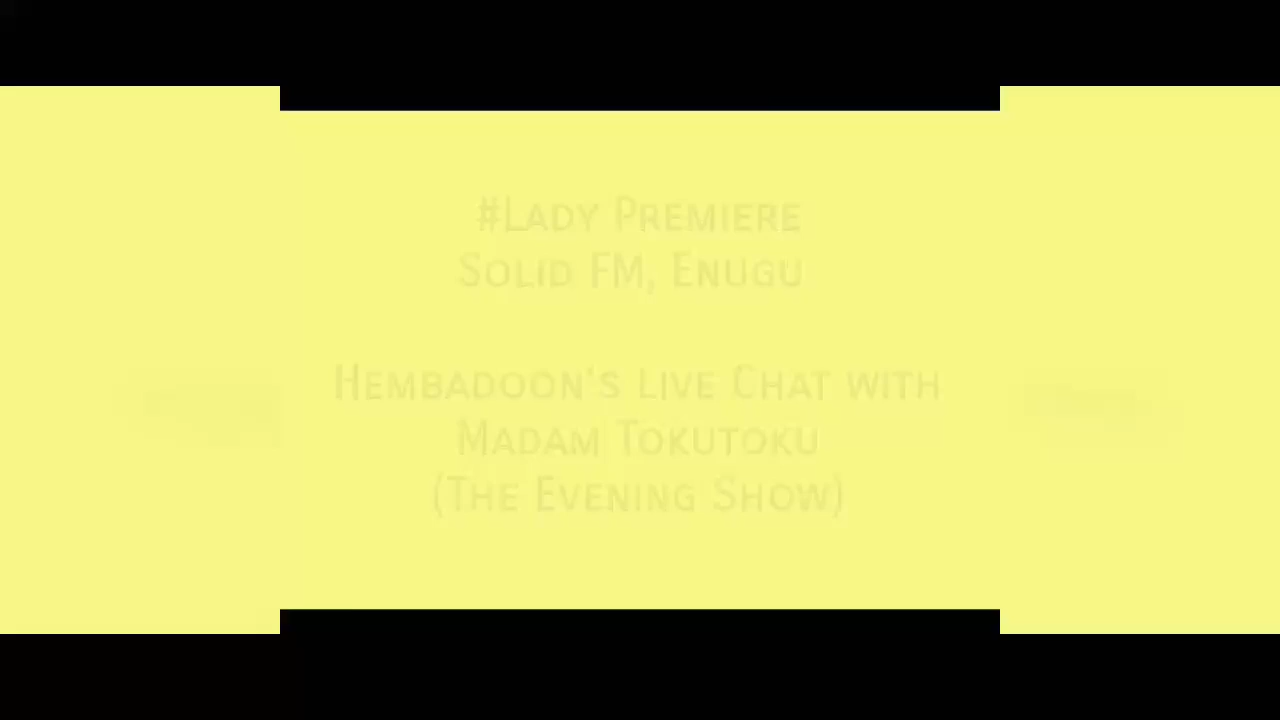 #Lady Premiere
Solid FM, Enugu
Hembadoon's live Chat with
Madam Tokutoku
(The Evening Show)